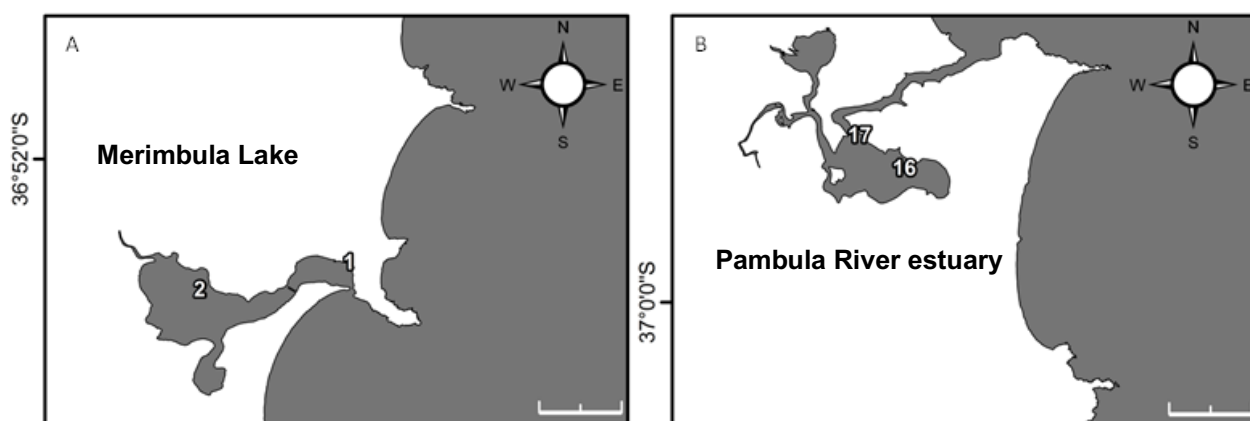 A
N
W E
S
Merimbula Lake
36°52'0"S
1
2
B
N
W E
S
17
16
Pambula River estuary
37°0'0"S